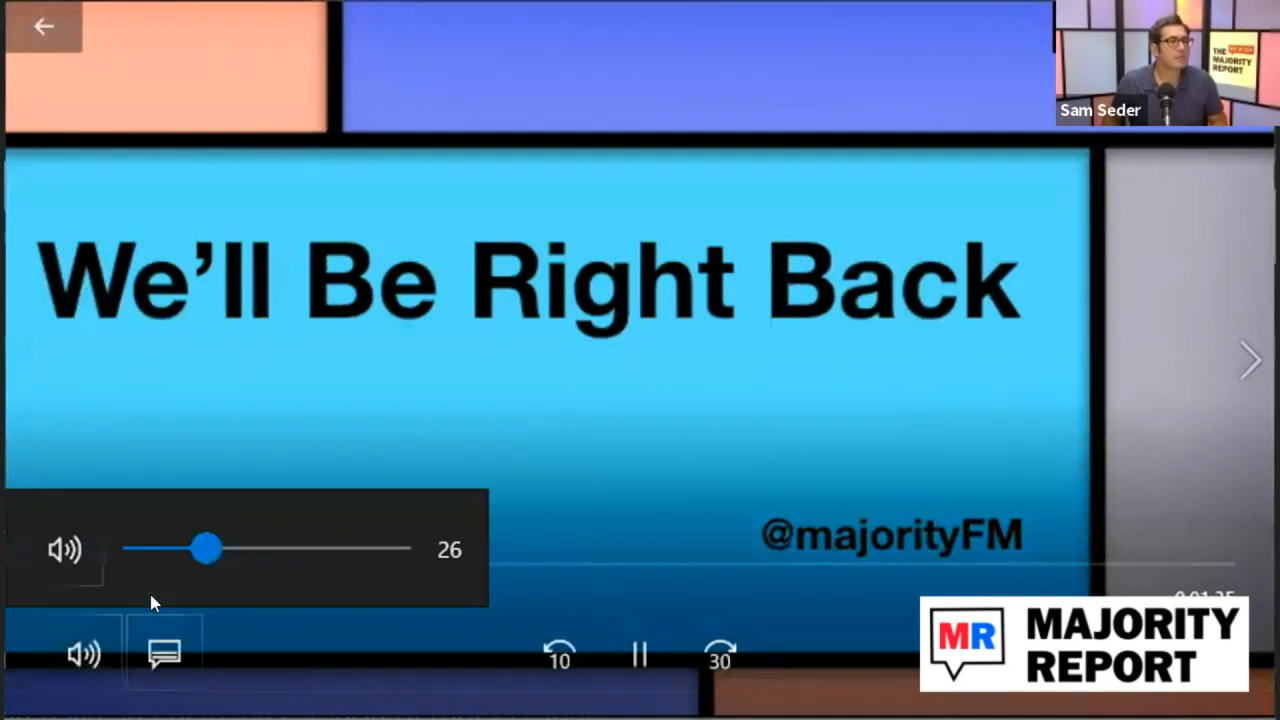 THE
MAJORITY
REPORT
Sam Seder
We'll Be Right Back
@majorityFM
26
10
30
MR
MAJORITY
REPORT